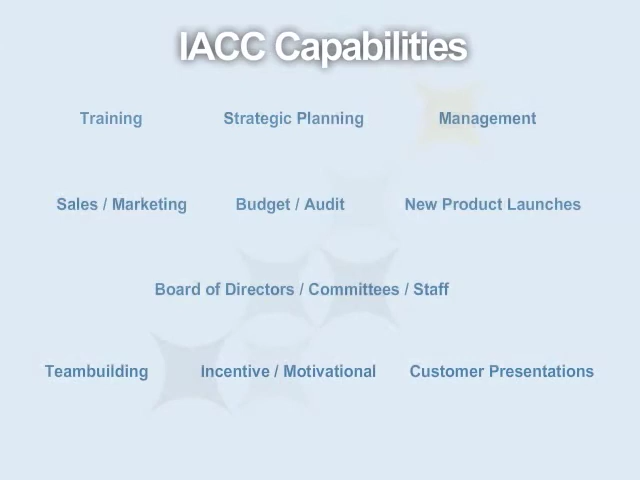 IACC Capabilities
Training Strategic Planning Management
Sales / Marketing Budget / Audit New Product Launches
Board of Directors / Committees / Staff
Teambuilding Incentive / Motivational Customer Presentations